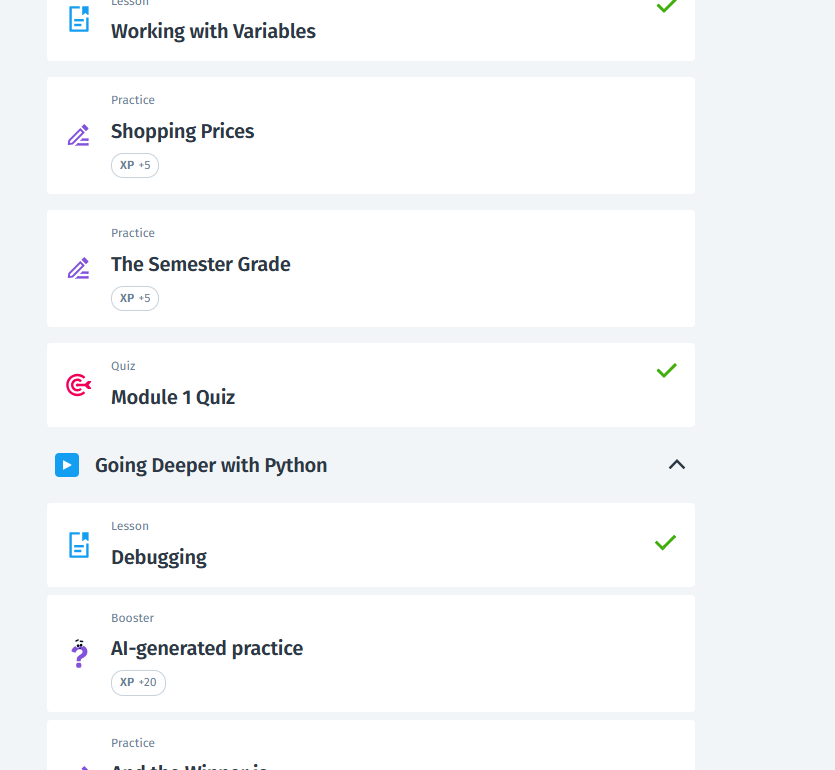 Lesson
Working with Variables
Practice
Shopping Prices
XP +5
Practice
The Semester Grade
XP +5
Quiz
Module 1 Quiz
Going Deeper with Python
Lesson
Debugging
Booster
AI-generated practice
XP +20
Practice
And the Winner is